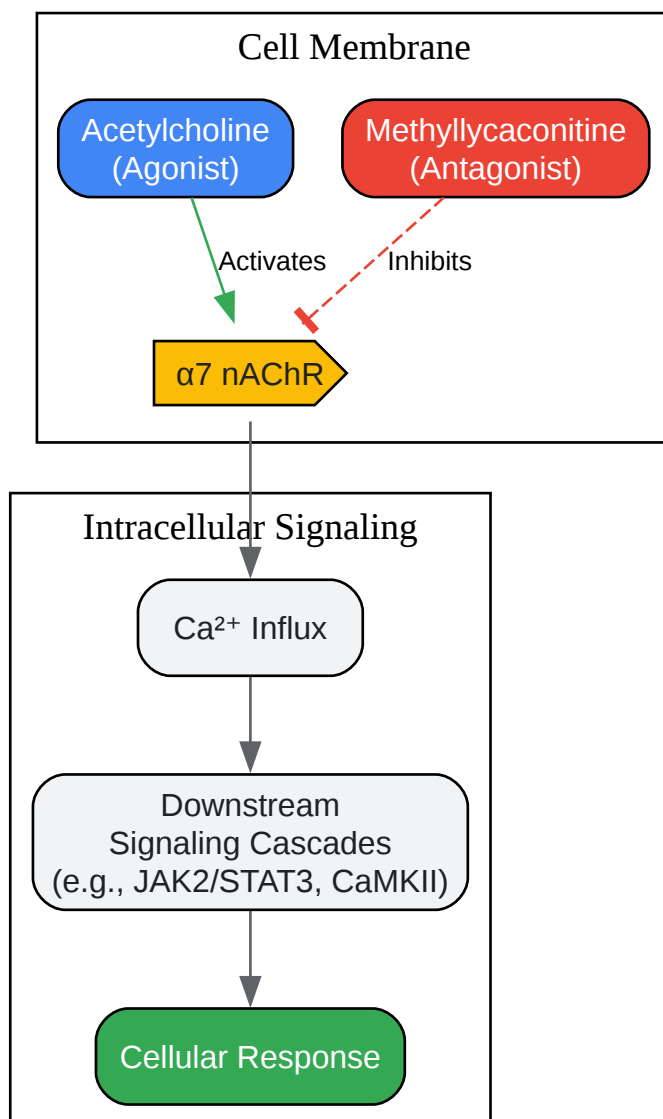 Cell Membrane
Acetylcholine
(Agonist)
Methyllycaconitine
(Antagonist)
Activates
Inhibits
α7 nAChR
Intracellular Signaling
Ca²⁺ Influx
Downstream
Signaling Cascades
(e.g., JAK2/STAT3, CaMKII)
Cellular Response